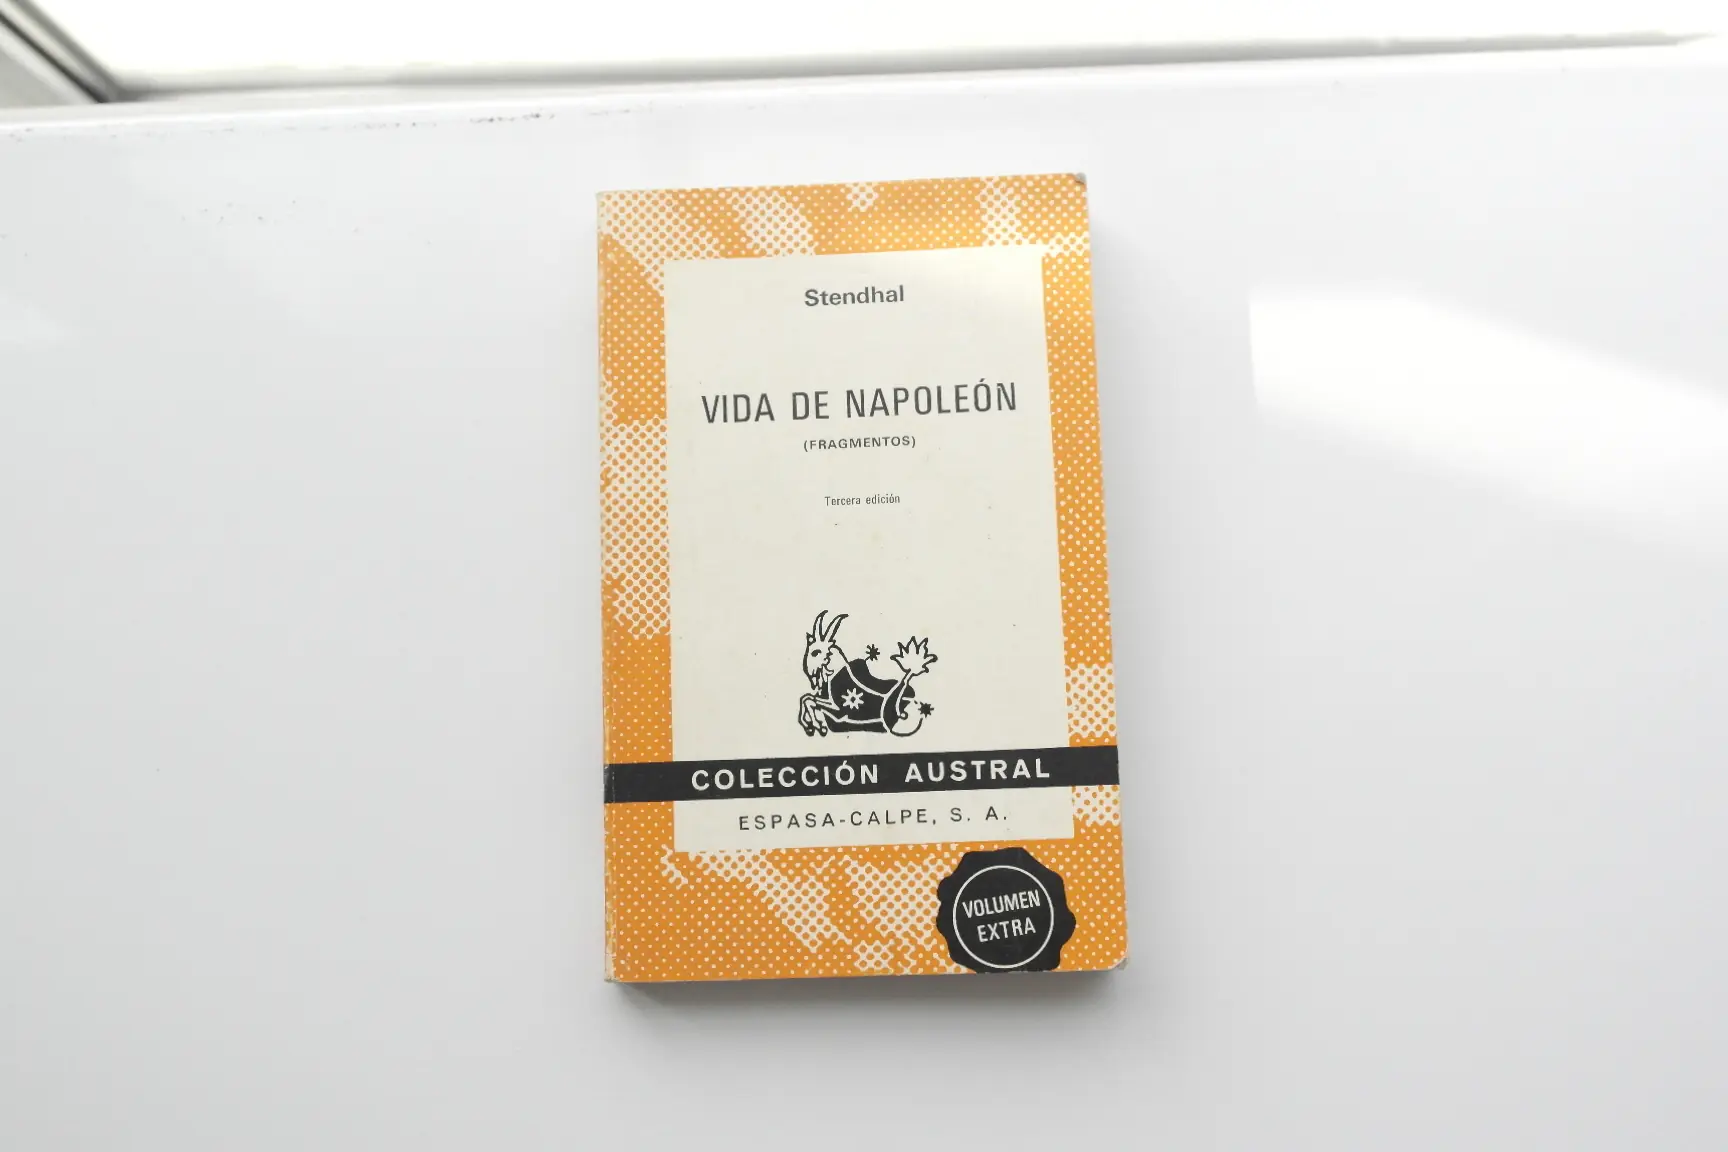 Stendhal
VIDA DE NAPOLEÓN
(FRAGMENTOS)
Tercera edición
COLECCIÓN AUSTRAL
ESPASA-CALPE, S. A.
VOLUMEN
EXTRA